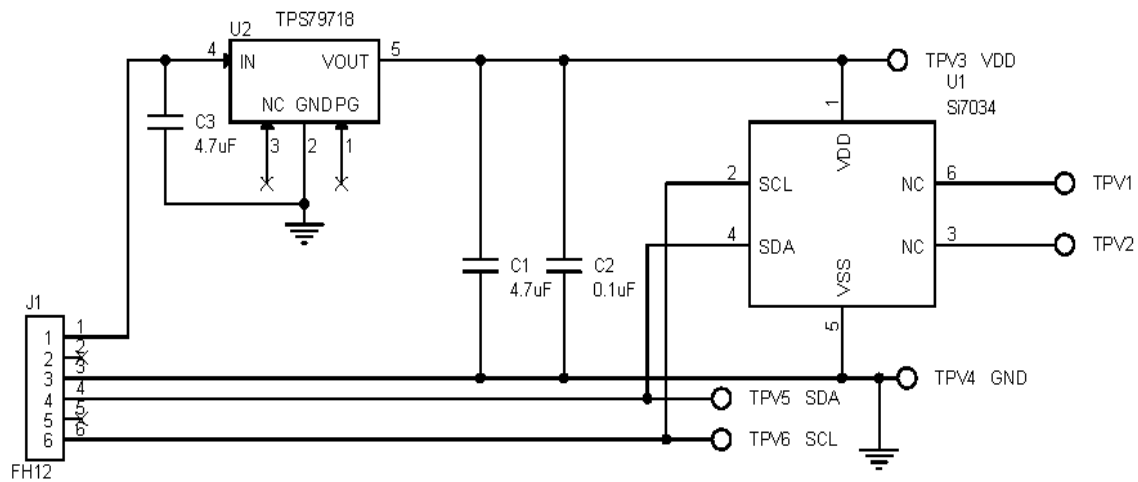 TPS79718
U2
4
IN
VOUT
5
NC
GND
PG
3
2
1
C3
4.7uF
TPV3 VDD
U1
Si7034
1
VDD
2
SCL
NC
6
TPV1
4
SDA
NC
3
TPV2
VSS
5
C1
4.7uF
C2
0.1uF
J1
1
1
2
2
3
3
TPV4 GND
4
4
TPV5 SDA
5
5
6
6
TPV6 SCL
FH12